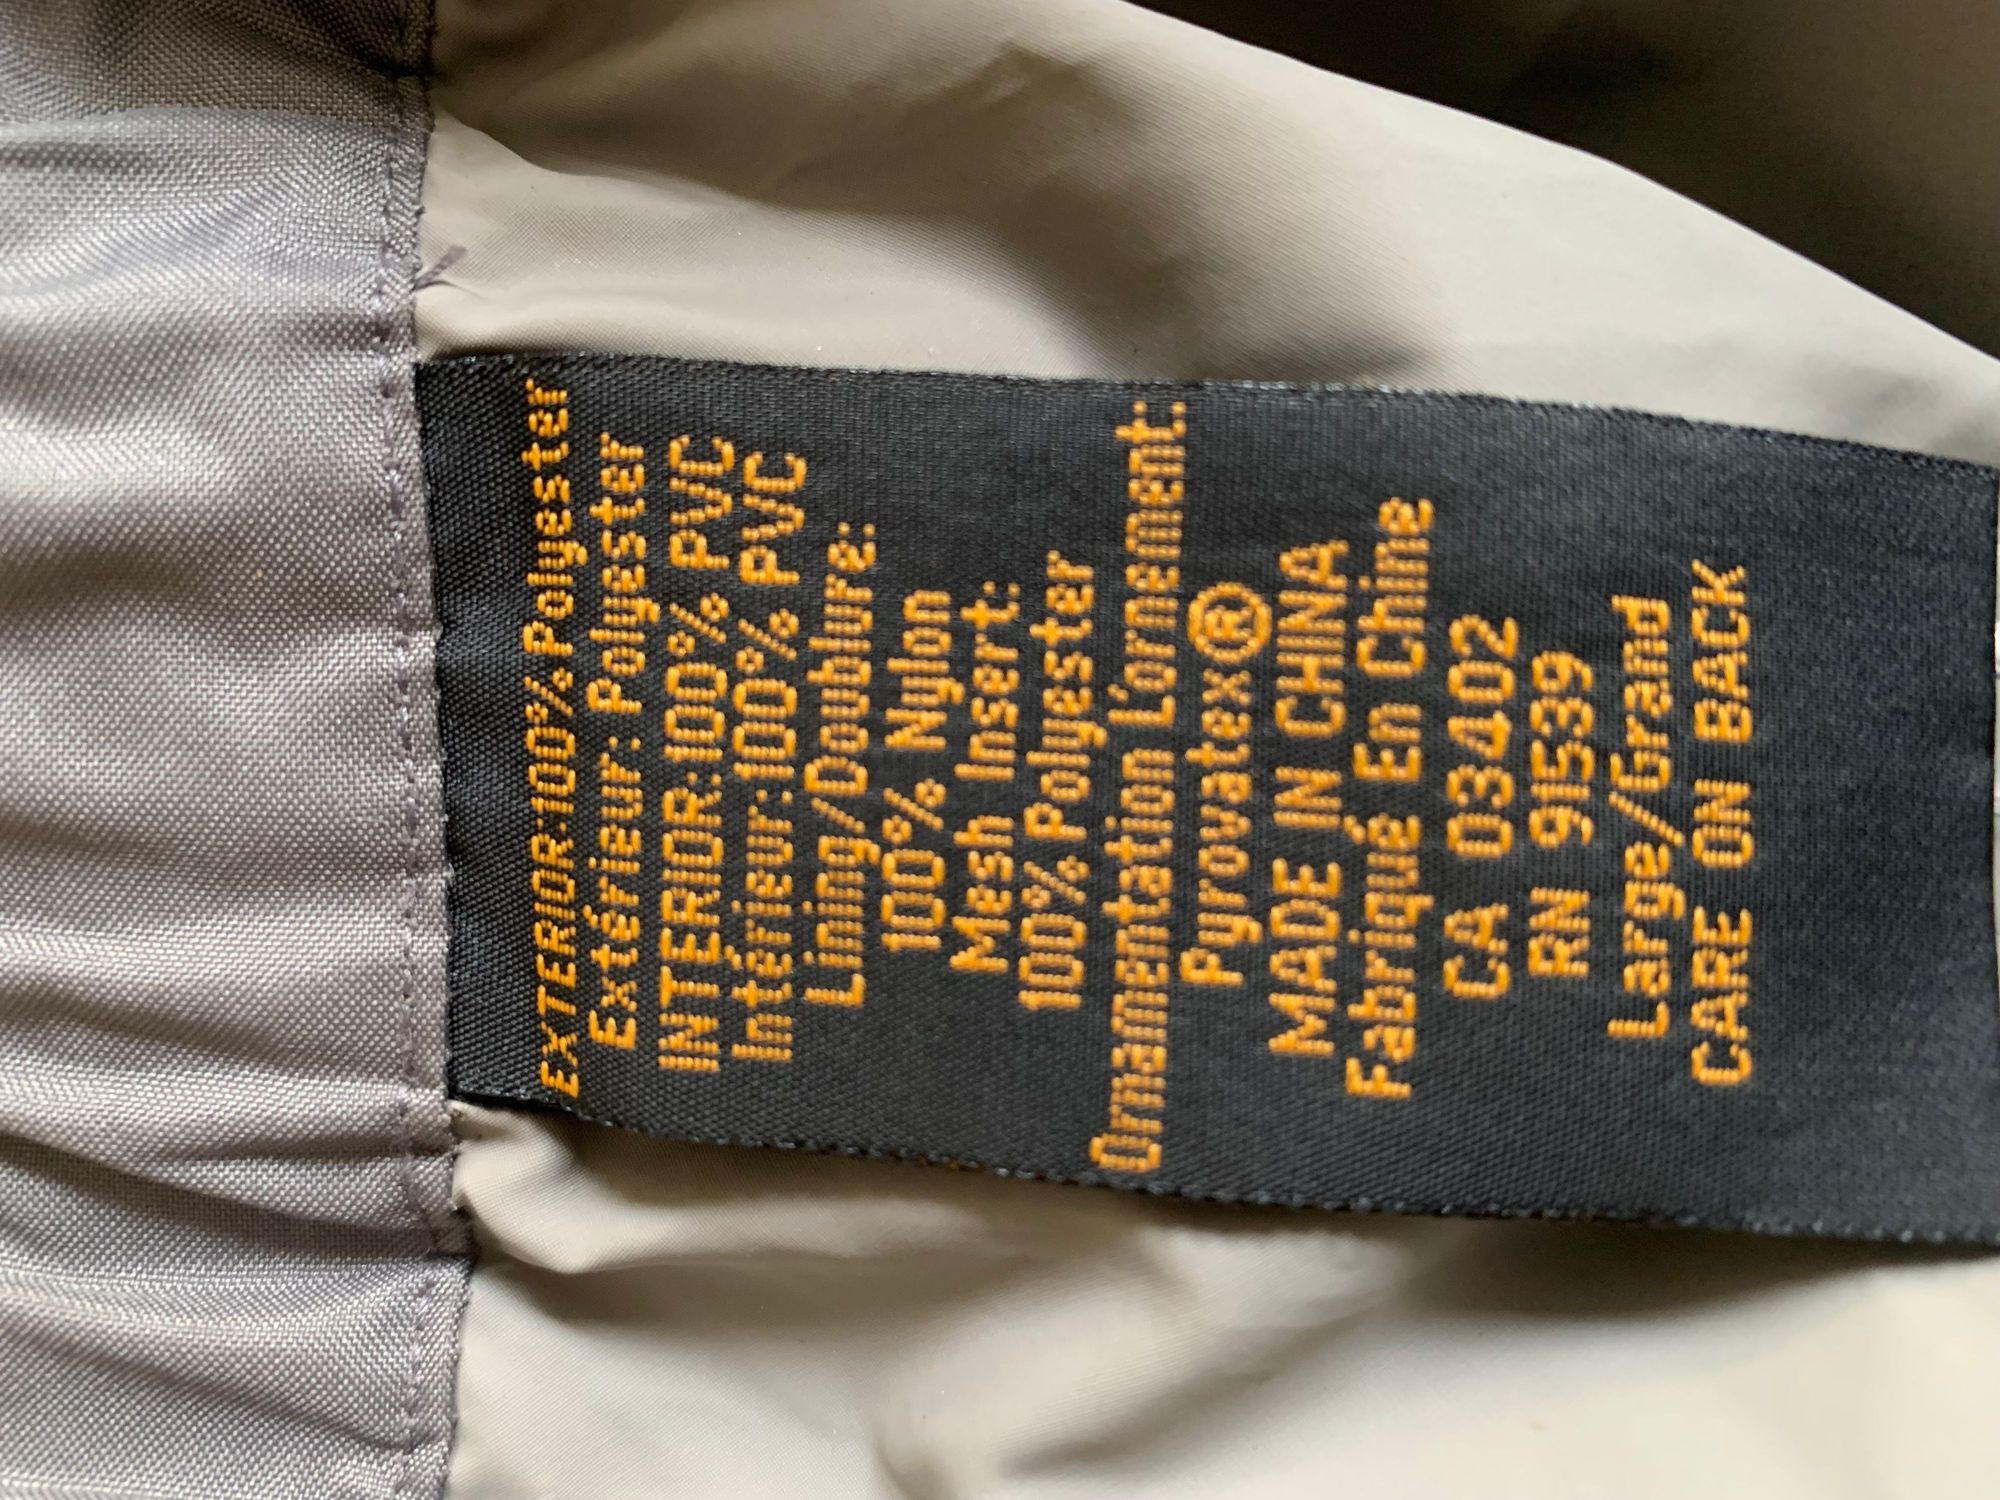 EXTERIOR:100% Polyester
Extérieur: Polyester
INTERIOR:100% PVC
Intérieur:100% PVC
Lining/Doublure:
100% Nylon
Mesh Insert:
100% Polyester
Ornamentation L'ornement:
Pyrovatex®
MADE IN CHINA
Fabriqué En Chine
CA 03402
RN 91539
Large/Grand
CARE ON BACK